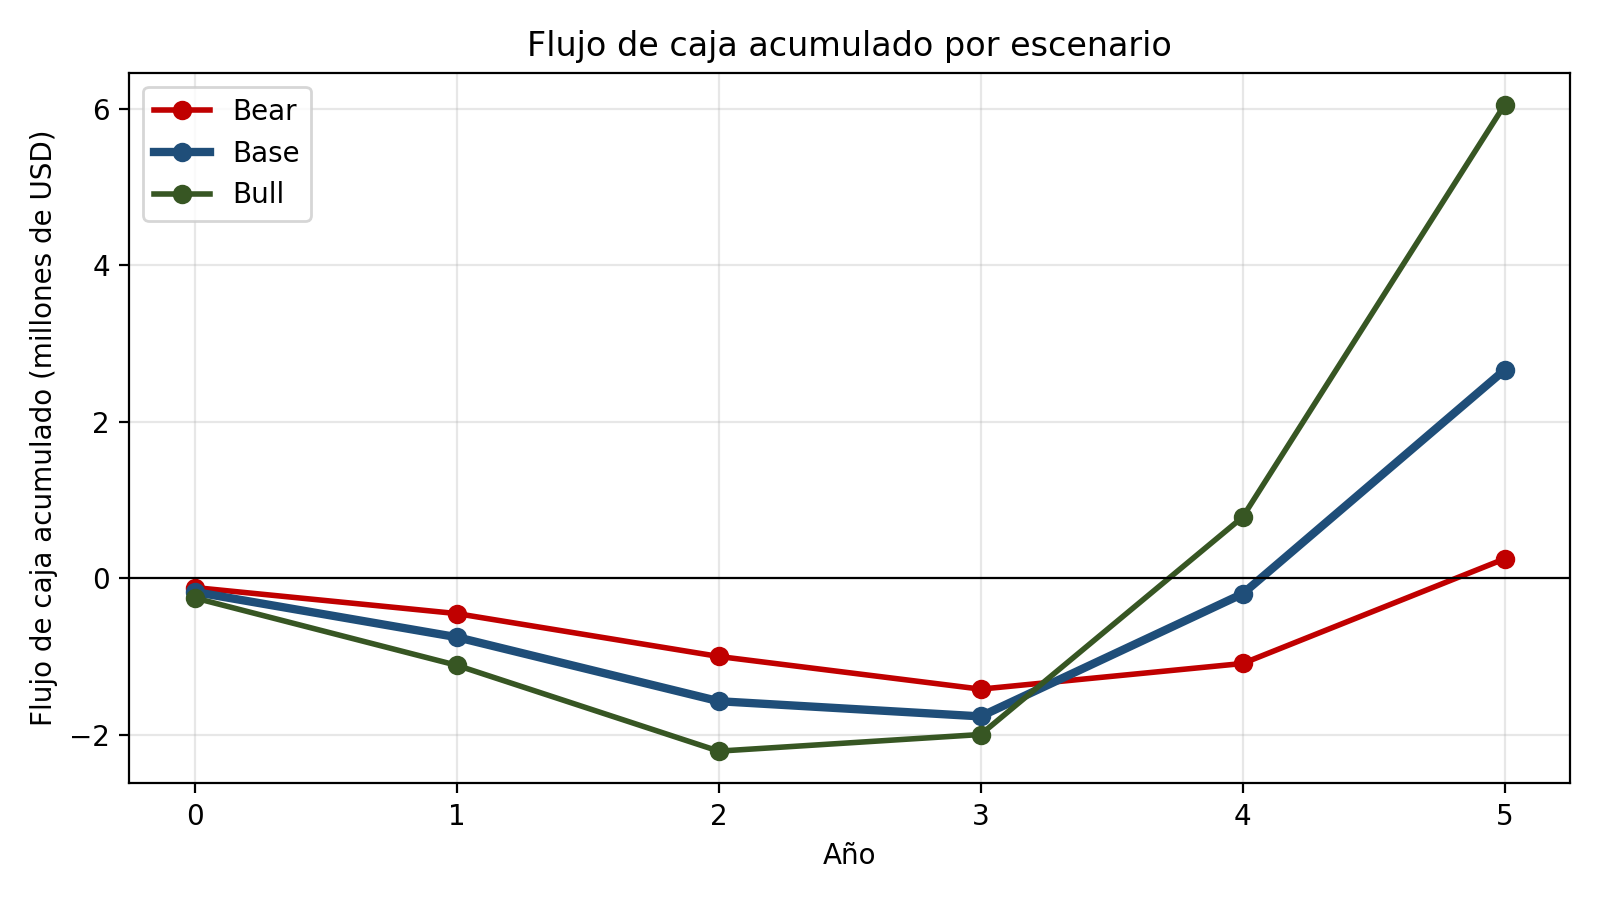 Flujo de caja acumulado por escenario
Bear
Base
Bull
Flujo de caja acumulado (millones de USD)
6
4
2
0
−2
0 1 2 3 4 5
Año